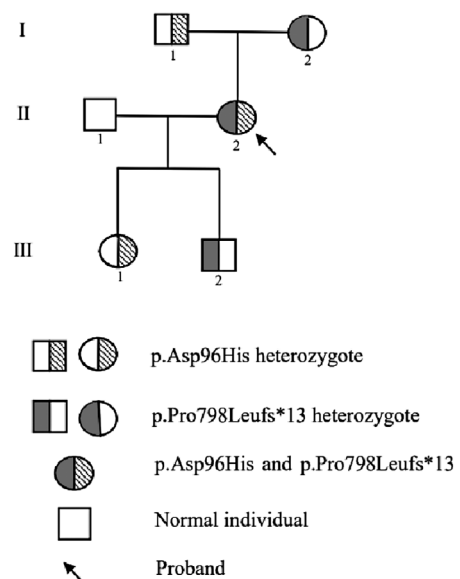 I
1
2
II
1
2
III
1
2
p.Asp96His heterozygote
p.Pro798Leufs*13 heterozygote
p.Asp96His and p.Pro798Leufs*13
Normal individual
Proband